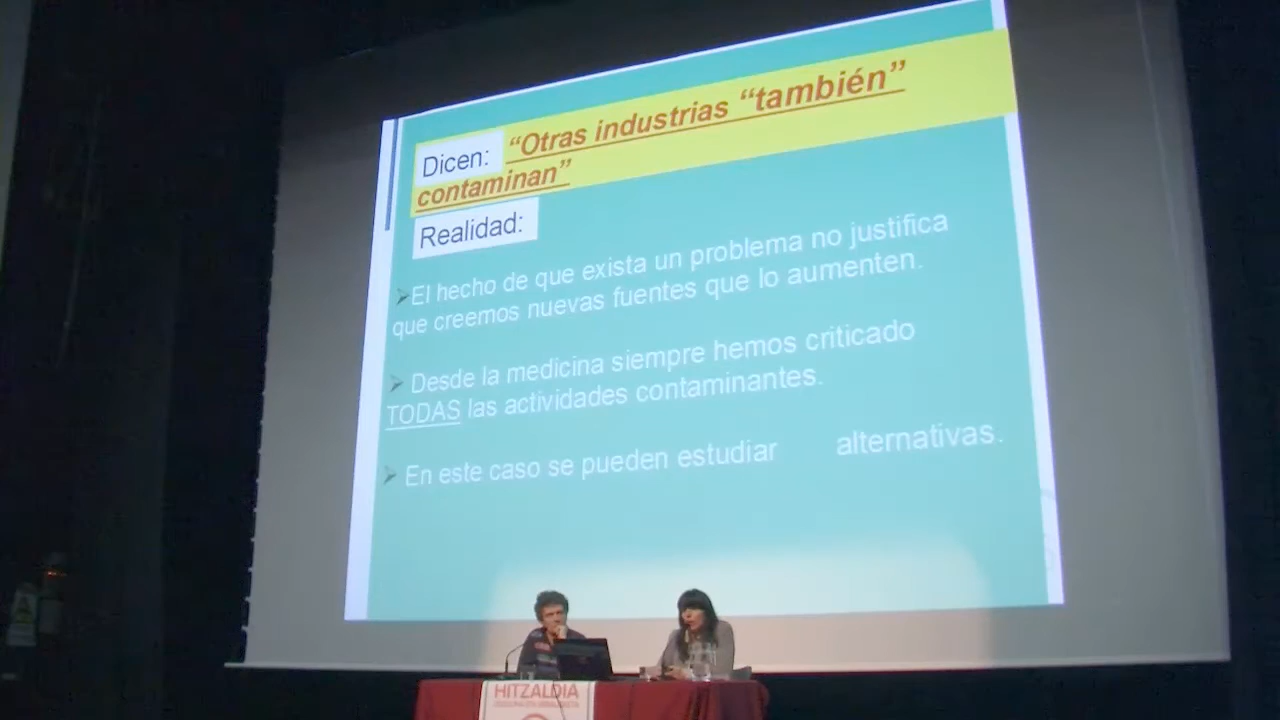 Dicen: “Otras industrias “también”
contaminan”
Realidad:
➢El hecho de que exista un problema no justifica
que creemos nuevas fuentes que lo aumenten.
➢ Desde la medicina siempre hemos criticado
TODAS las actividades contaminantes.
➢ En este caso se pueden estudiar alternativas.
HITZALDIA